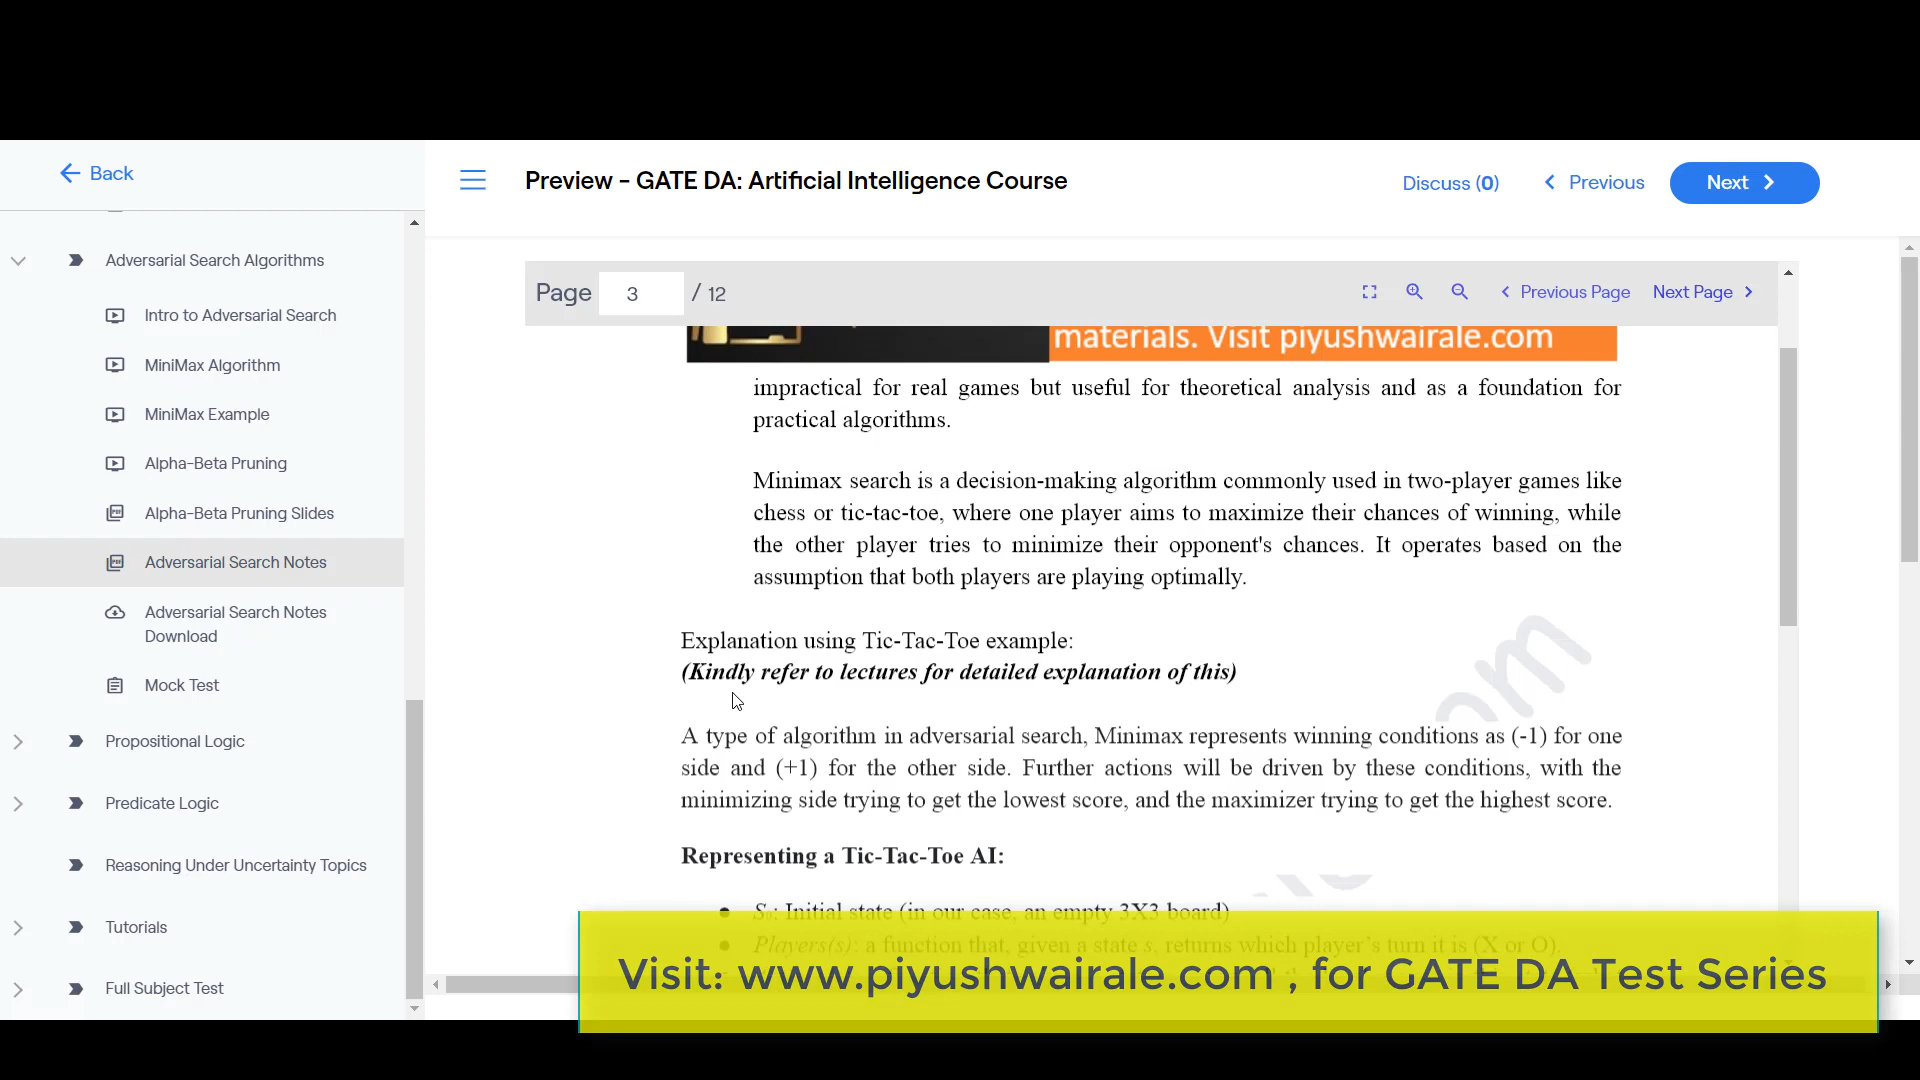 Back
Preview - GATE DA: Artificial Intelligence Course
Discuss (0)
Previous
Next
Adversarial Search Algorithms
Intro to Adversarial Search
MiniMax Algorithm
MiniMax Example
Alpha-Beta Pruning
Alpha-Beta Pruning Slides
Adversarial Search Notes
Adversarial Search Notes
Download
Mock Test
Propositional Logic
Predicate Logic
Reasoning Under Uncertainty Topics
Tutorials
Full Subject Test
Page 3 / 12
Previous Page
Next Page
materials. Visit piyushwairale.com
impractical for real games but useful for theoretical analysis and as a foundation for
practical algorithms.
Minimax search is a decision-making algorithm commonly used in two-player games like
chess or tic-tac-toe, where one player aims to maximize their chances of winning, while
the other player tries to minimize their opponent's chances. It operates based on the
assumption that both players are playing optimally.
Explanation using Tic-Tac-Toe example:
(Kindly refer to lectures for detailed explanation of this)
A type of algorithm in adversarial search, Minimax represents winning conditions as (-1) for one
side and (+1) for the other side. Further actions will be driven by these conditions, with the
minimizing side trying to get the lowest score, and the maximizer trying to get the highest score.
Representing a Tic-Tac-Toe AI:
● S₀: Initial state (in our case, an empty 3X3 board)
● Players(s): a function that, given a state s, returns which player's turn it is (X or O).
Visit: www.piyushwairale.com , for GATE DA Test Series